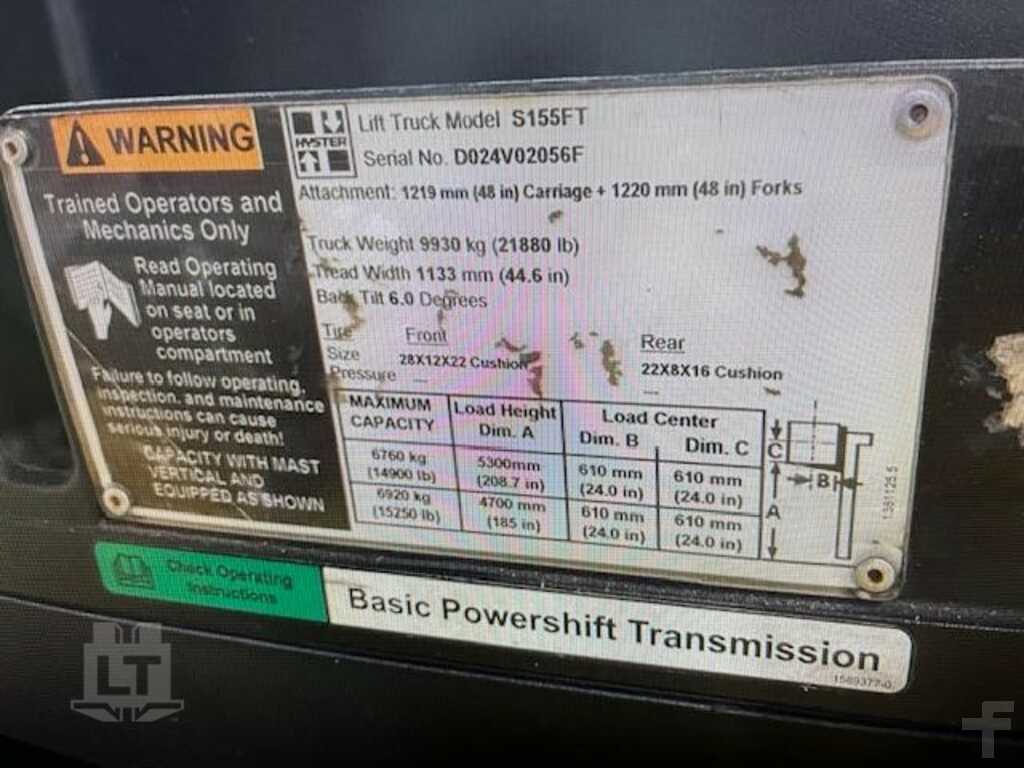 WARNING
Trained Operators and
Mechanics Only
Read Operating
Manual located
on seat or in
operators
compartment
Failure to follow operating,
inspection, and maintenance
instructions can cause
serious injury or death!
CAPACITY WITH MAST
VERTICAL AND
EQUIPPED AS SHOWN
HYSTER
Lift Truck Model S155FT
Serial No. D024V02056F
Attachment: 1219 mm (48 in) Carriage + 1220 mm (48 in) Forks
Truck Weight 9930 kg (21880 lb)
Tread Width 1133 mm (44.6 in)
Back Tilt 6.0 Degrees
Tire Front Rear
Size 28X12X22 Cushion 22X8X16 Cushion
Pressure — —
MAXIMUM CAPACITY Load Height Dim. A Load Center Dim. B Dim. C
6760 kg (14900 lb) 5300mm (208.7 in) 610 mm (24.0 in) 610 mm (24.0 in)
6920 kg (15250 lb) 4700 mm (185 in) 610 mm (24.0 in) 610 mm (24.0 in)
C
B
A
1381125.5
Check Operating
Instructions
Basic Powershift Transmission
1589377-0
LT